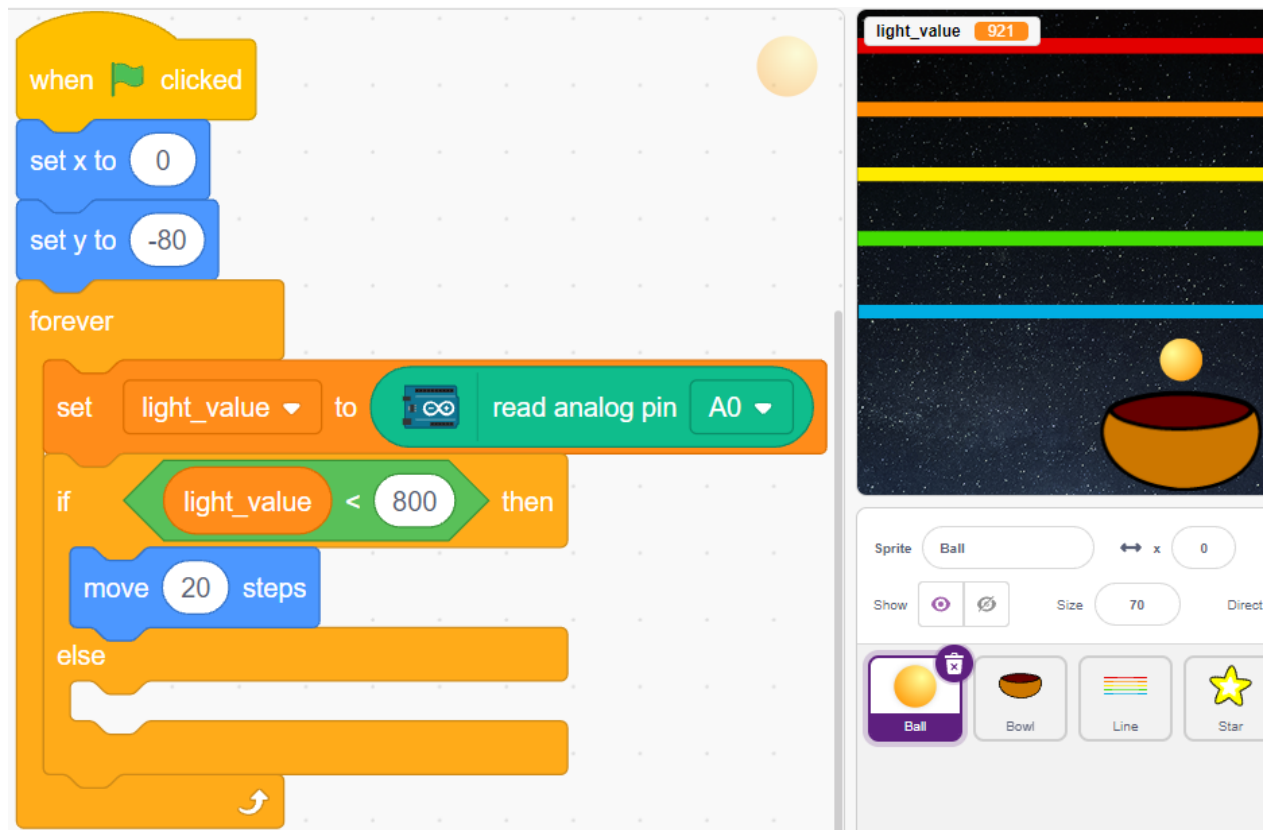 when clicked
set x to 0
set y to -80
forever
set light_value to read analog pin A0
if light_value < 800 then
move 20 steps
else
light_value 921
Sprite Ball x 0
Show Size 70 Direct
Ball Bowl Line Star